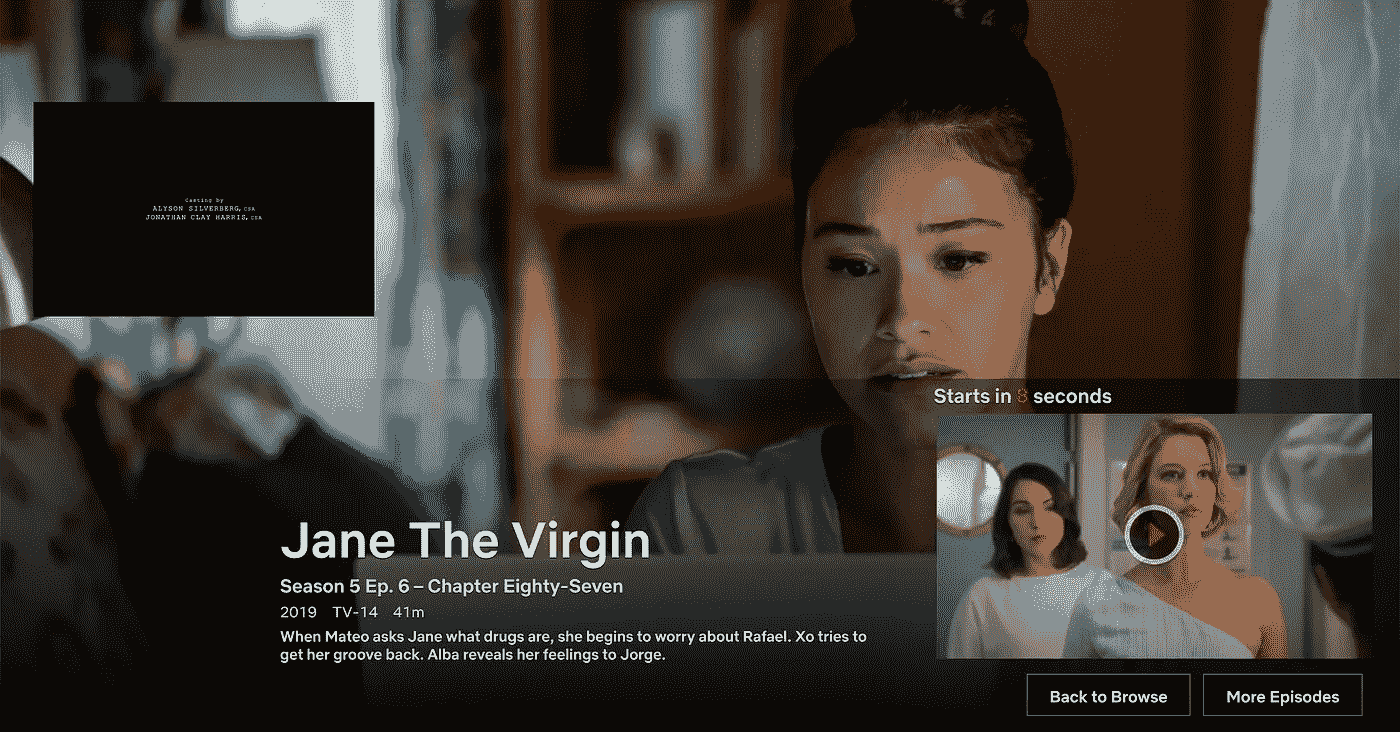 Casting by
ALYSON SILVERBERG, CSA
JONATHAN CLAY HARRIS, CSA
Starts in 8 seconds
Jane The Virgin
Season 5 Ep. 6 – Chapter Eighty-Seven
2019 TV-14 41m
When Mateo asks Jane what drugs are, she begins to worry about Rafael. Xo tries to
get her groove back. Alba reveals her feelings to Jorge.
Back to Browse More Episodes